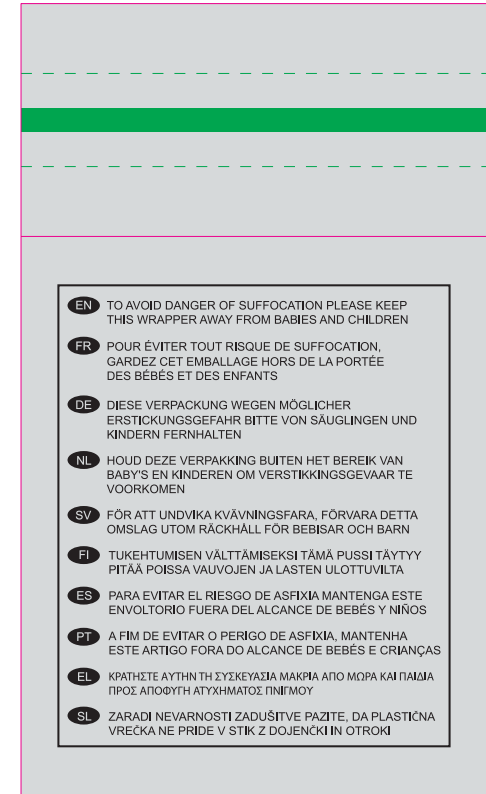 EN TO AVOID DANGER OF SUFFOCATION PLEASE KEEP
THIS WRAPPER AWAY FROM BABIES AND CHILDREN
FR POUR ÉVITER TOUT RISQUE DE SUFFOCATION,
GARDEZ CET EMBALLAGE HORS DE LA PORTÉE
DES BÉBÉS ET DES ENFANTS
DE DIESE VERPACKUNG WEGEN MÖGLICHER
ERSTICKUNGSGEFAHR BITTE VON SÄUGLINGEN UND
KINDERN FERNHALTEN
NL HOUD DEZE VERPAKKING BUITEN HET BEREIK VAN
BABY'S EN KINDEREN OM VERSTIKKINGSGEVAAR TE
VOORKOMEN
SV FÖR ATT UNDVIKA KVÄVNINGSFARA, FÖRVARA DETTA
OMSLAG UTOM RÄCKHÅLL FÖR BEBISAR OCH BARN
FI TUKEHTUMISEN VÄLTTÄMISEKSI TÄMÄ PUSSI TÄYTYY
PITÄÄ POISSA VAUVOJEN JA LASTEN ULOTTUVILTA
ES PARA EVITAR EL RIESGO DE ASFIXIA MANTENGA ESTE
ENVOLTORIO FUERA DEL ALCANCE DE BEBÉS Y NIÑOS
PT A FIM DE EVITAR O PERIGO DE ASFIXIA, MANTENHA
ESTE ARTIGO FORA DO ALCANCE DE BEBÉS E CRIANÇAS
EL ΚΡΑΤΗΣΤΕ ΑΥΤΗΝ ΤΗ ΣΥΣΚΕΥΑΣΙΑ ΜΑΚΡΙΑ ΑΠΟ ΜΩΡΑ ΚΑΙ ΠΑΙΔΙΑ
ΠΡΟΣ ΑΠΟΦΥΓΗ ΑΤΥΧΗΜΑΤΟΣ ΠΝΙΓΜΟΥ
SL ZARADI NEVARNOSTI ZADUŠITVE PAZITE, DA PLASTIČNA
VREČKA NE PRIDE V STIK Z DOJENČKI IN OTROKI